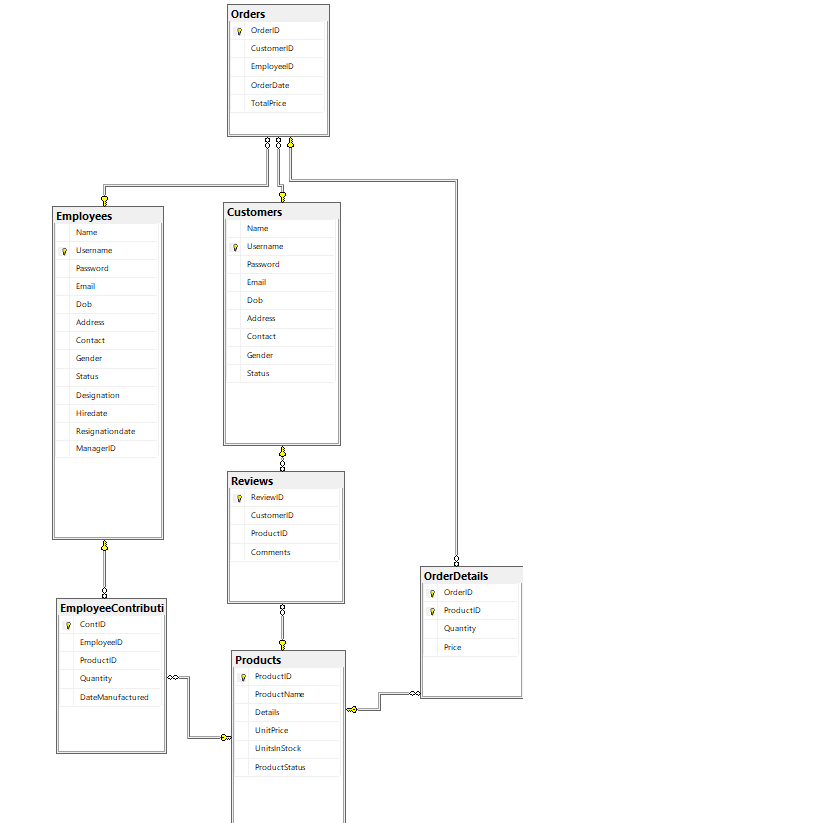 Orders
OrderID
CustomerID
EmployeeID
OrderDate
TotalPrice
Employees
Name
Username
Password
Email
Dob
Address
Contact
Gender
Status
Designation
Hiredate
Resignationdate
ManagerID
Customers
Name
Username
Password
Email
Dob
Address
Contact
Gender
Status
Reviews
ReviewID
CustomerID
ProductID
Comments
OrderDetails
OrderID
ProductID
Quantity
Price
EmployeeContributi
ContID
EmployeeID
ProductID
Quantity
DateManufactured
Products
ProductID
ProductName
Details
UnitPrice
UnitsInStock
ProductStatus